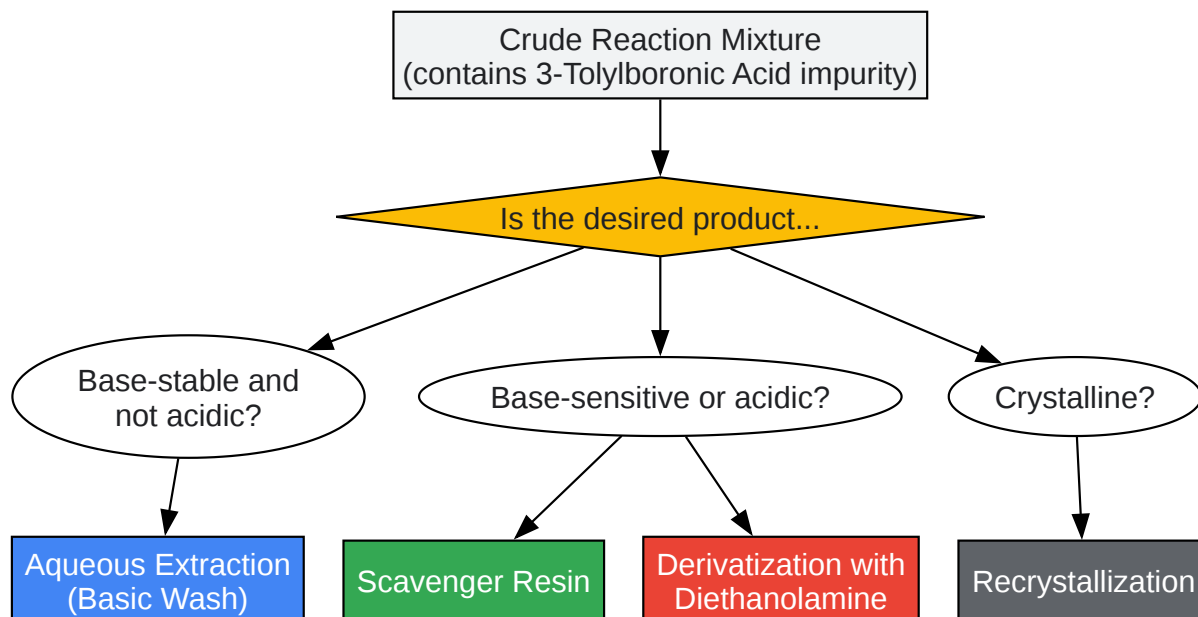 Crude Reaction Mixture
(contains 3-Tolylboronic Acid impurity)
Is the desired product...
Base-stable and
not acidic?
Base-sensitive or acidic?
Crystalline?
Aqueous Extraction
(Basic Wash)
Scavenger Resin
Derivatization with
Diethanolamine
Recrystallization